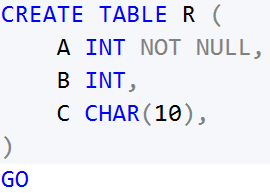 CREATE TABLE R (
    A INT NOT NULL,
    B INT,
    C CHAR(10),
)
GO